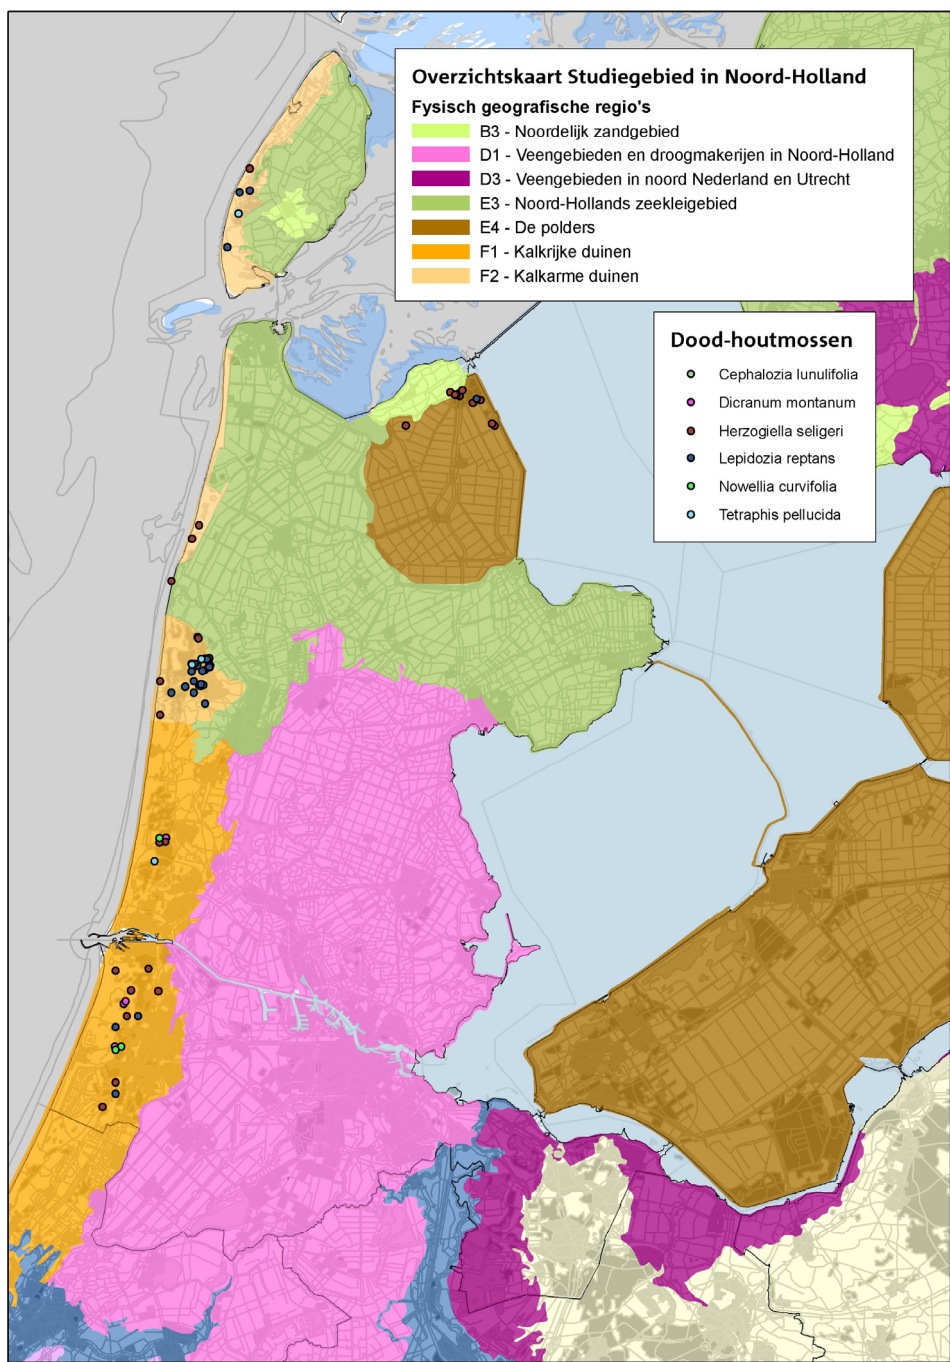 Overzichtskaart Studiegebied in Noord-Holland
Fysisch geografische regio's
B3 - Noordelijk zandgebied
D1 - Veengebieden en droogmakerijen in Noord-Holland
D3 - Veengebieden in noord Nederland en Utrecht
E3 - Noord-Hollands zeekleigebied
E4 - De polders
F1 - Kalkrijke duinen
F2 - Kalkarme duinen
Dood-houtmossen
Cephalozia lunulifolia
Dicranum montanum
Herzogiella seligeri
Lepidozia reptans
Nowellia curvifolia
Tetraphis pellucida